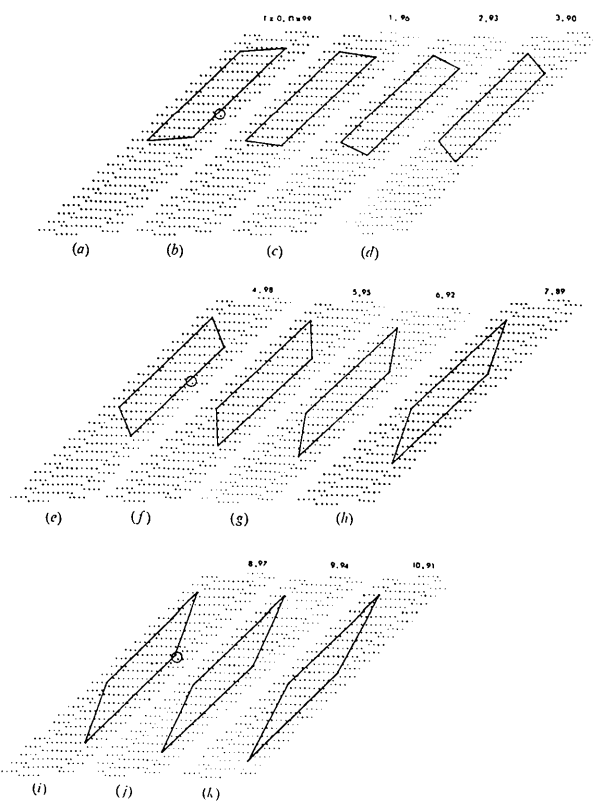 t = 0, n = 99 1, 96 2, 93 3, 90
(a) (b) (c) (d)
4, 98 5, 95 6, 92 7, 89
(e) (f) (g) (h)
8, 97 9, 94 10, 91
(i) (j) (k)